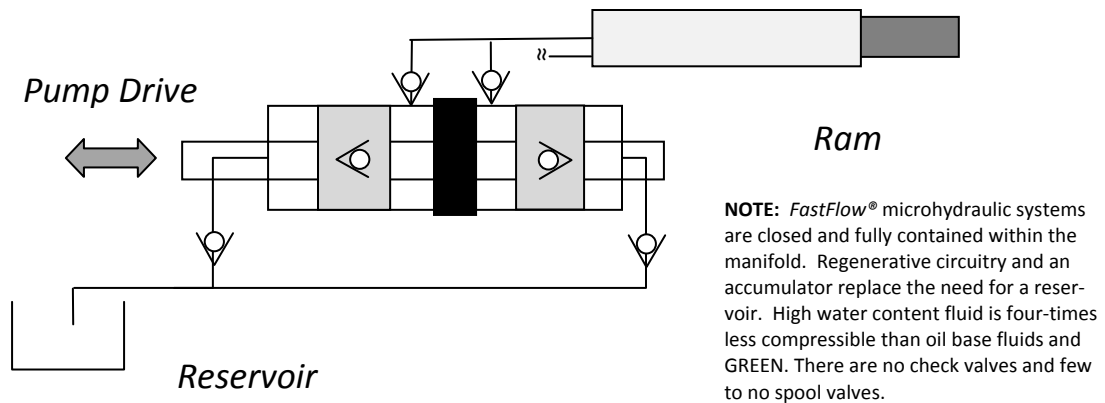 Pump Drive
Ram
NOTE: FastFlow® microhydraulic systems
are closed and fully contained within the
manifold. Regenerative circuitry and an
accumulator replace the need for a reser-
voir. High water content fluid is four-times
less compressible than oil base fluids and
GREEN. There are no check valves and few
to no spool valves.
Reservoir